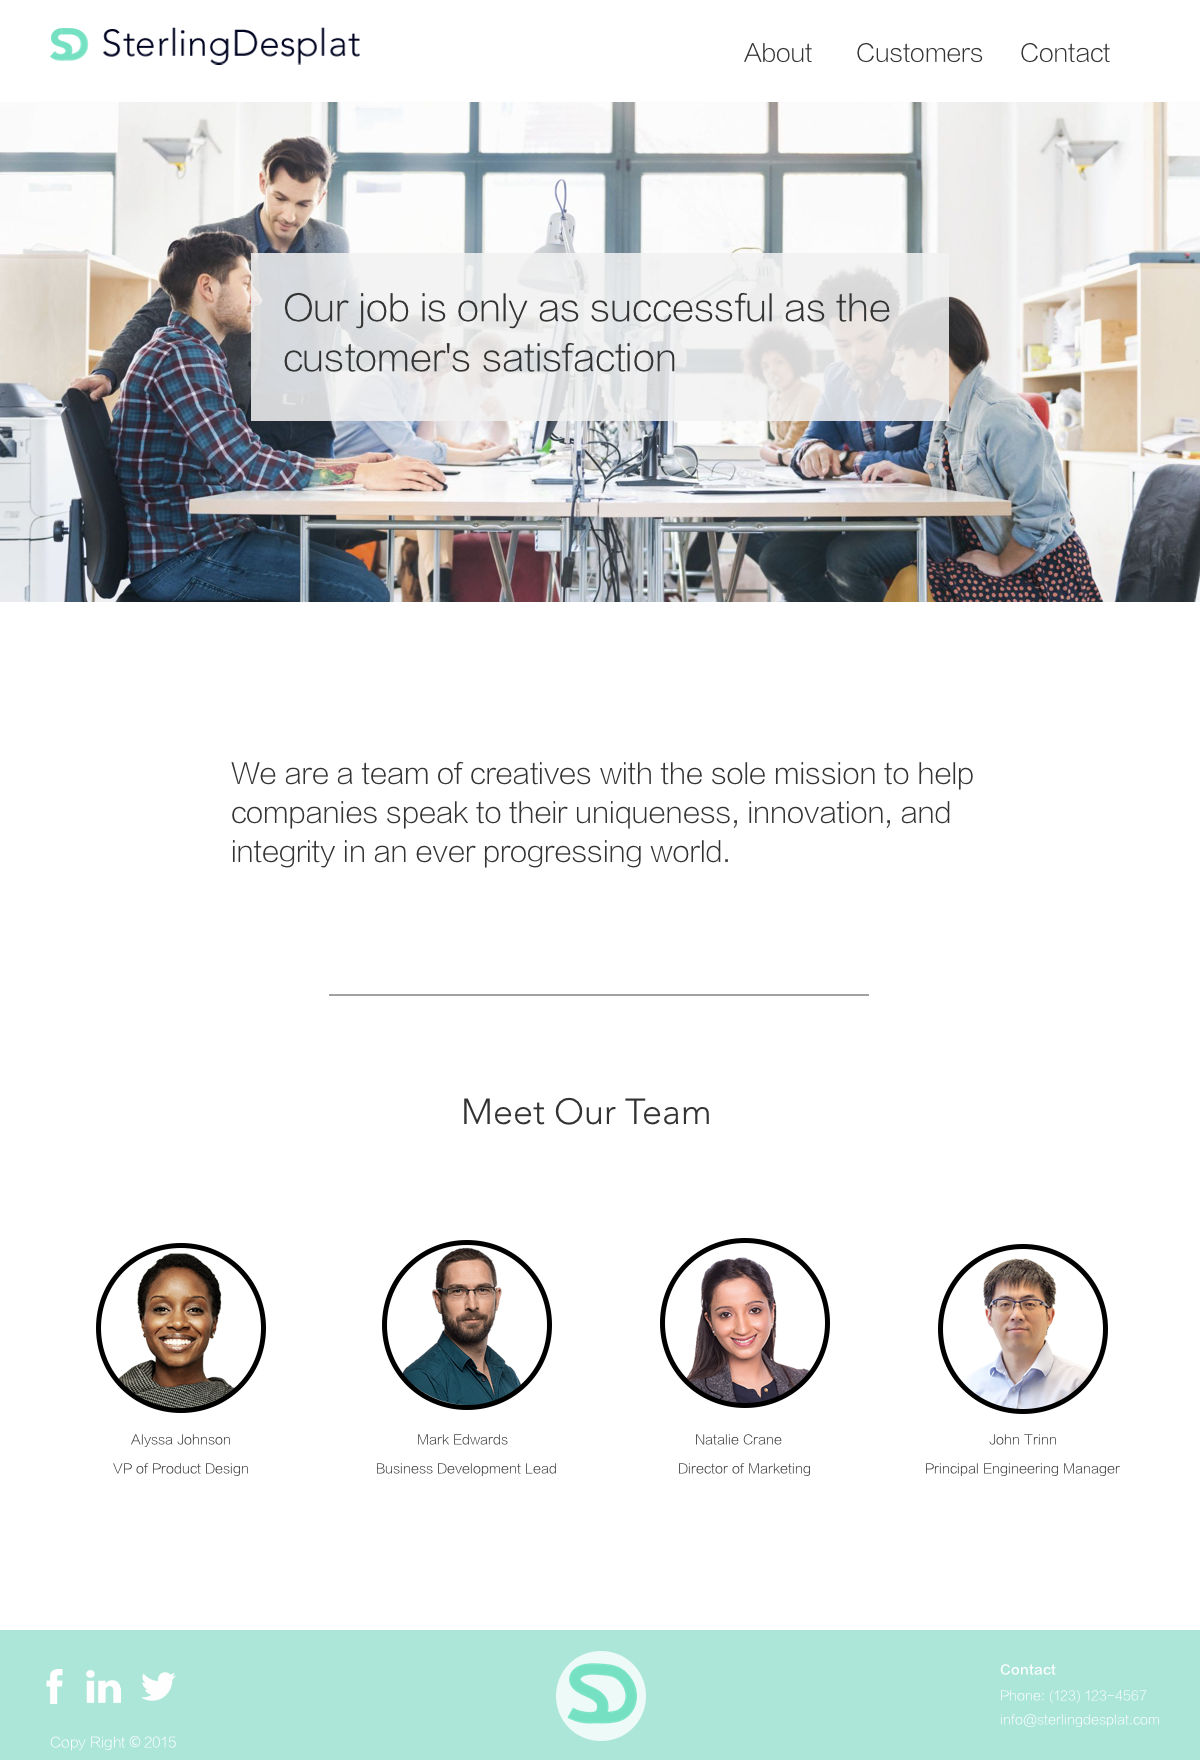 SD SterlingDesplat
About Customers Contact
Our job is only as successful as the
customer's satisfaction
We are a team of creatives with the sole mission to help
companies speak to their uniqueness, innovation, and
integrity in an ever progressing world.
Meet Our Team
Alyssa Johnson
VP of Product Design
Mark Edwards
Business Development Lead
Natalie Crane
Director of Marketing
John Trinn
Principal Engineering Manager
f in
Copy Right © 2015
SD
Contact
Phone: (123) 123-4567
info@sterlingdesplat.com